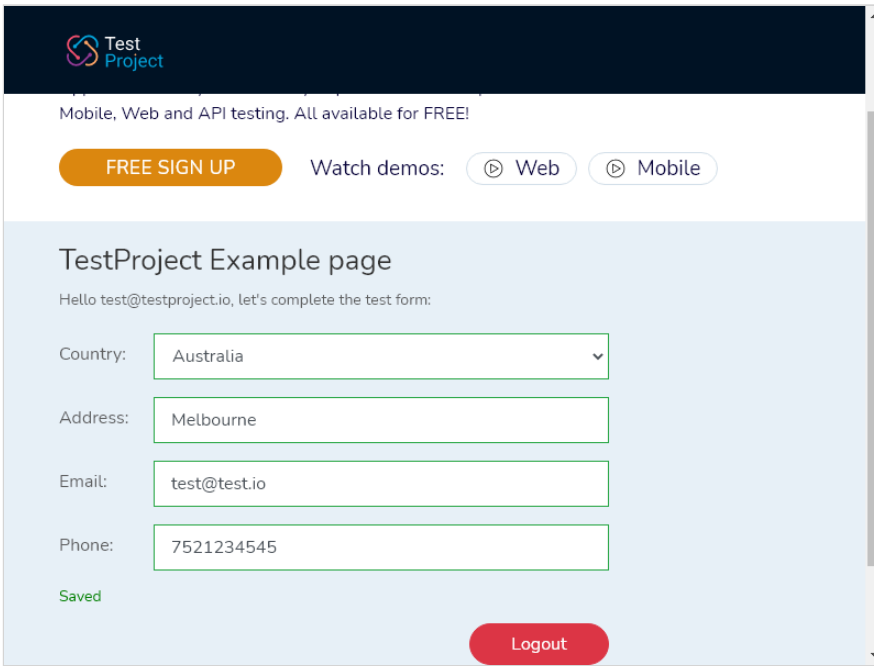 Test
Project
Mobile, Web and API testing. All available for FREE!
FREE SIGN UP Watch demos: Web Mobile
TestProject Example page
Hello test@testproject.io, let's complete the test form:
Country: Australia
Address: Melbourne
Email: test@test.io
Phone: 7521234545
Saved
Logout